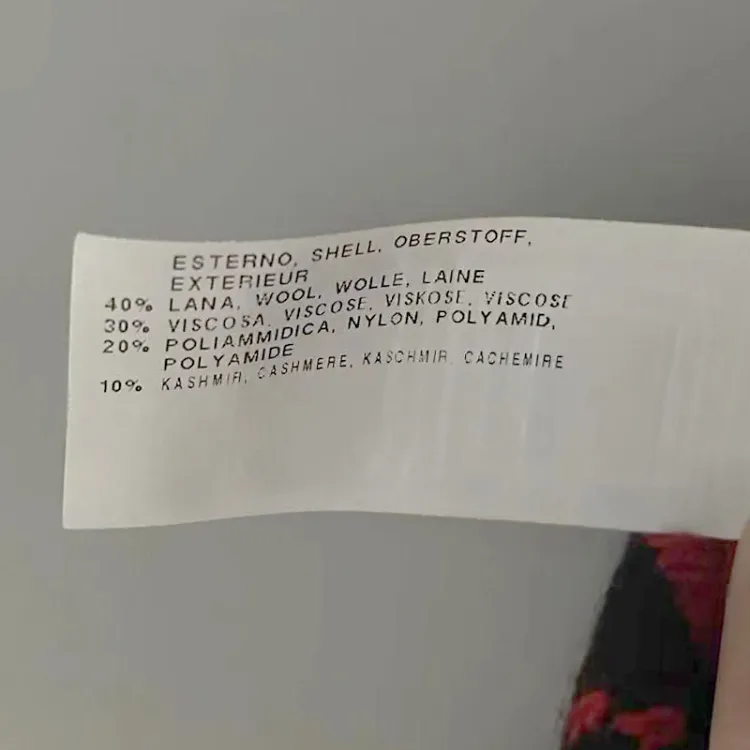 ESTERNO, SHELL, OBERSTOFF,
EXTERIEUR
40% LANA, WOOL, WOLLE, LAINE
30% VISCOSA, VISCOSE, VISKOSE, VISCOSE
20% POLIAMMIDICA, NYLON, POLYAMID,
POLYAMIDE
10% KASHMIR, CASHMERE, KASCHMIR, CACHEMIRE